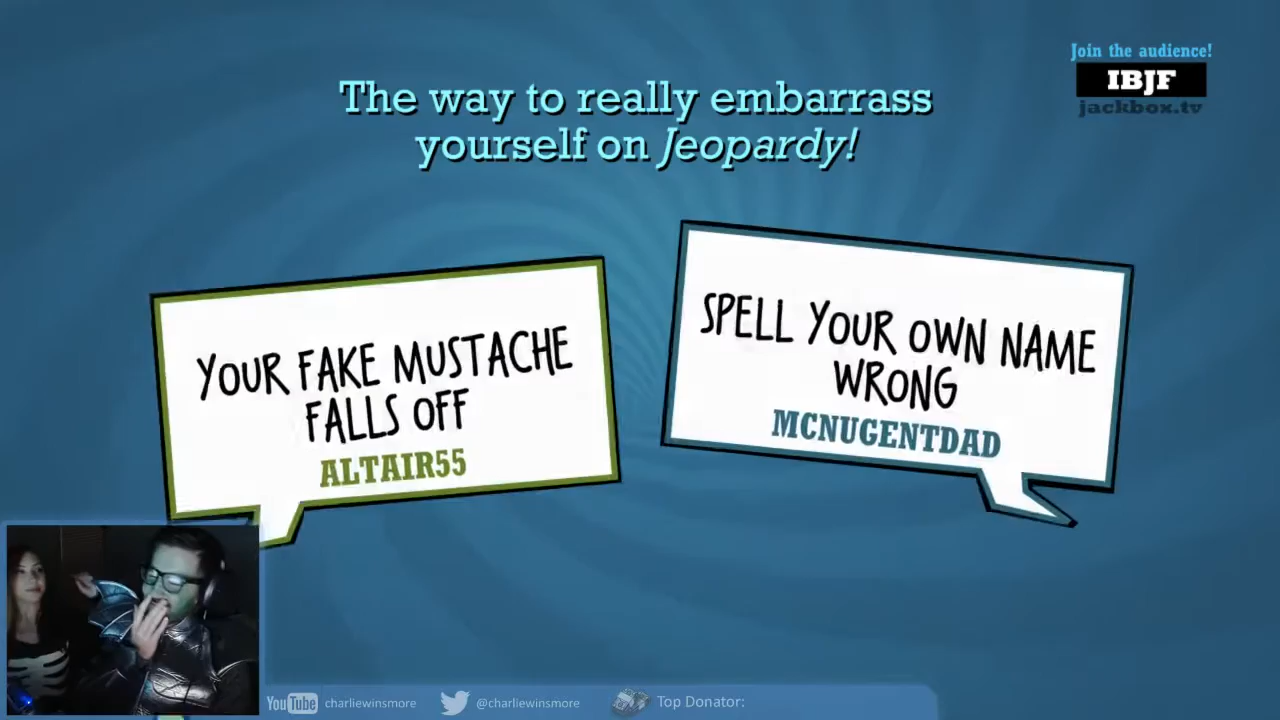 Join the audience!
IBJF
jackbox.tv
The way to really embarrass
yourself on Jeopardy!
YOUR FAKE MUSTACHE
FALLS OFF
ALTAIR55
SPELL YOUR OWN NAME
WRONG
MCNUGENTDAD
YouTube charliewinsmore @charliewinsmore Top Donator: